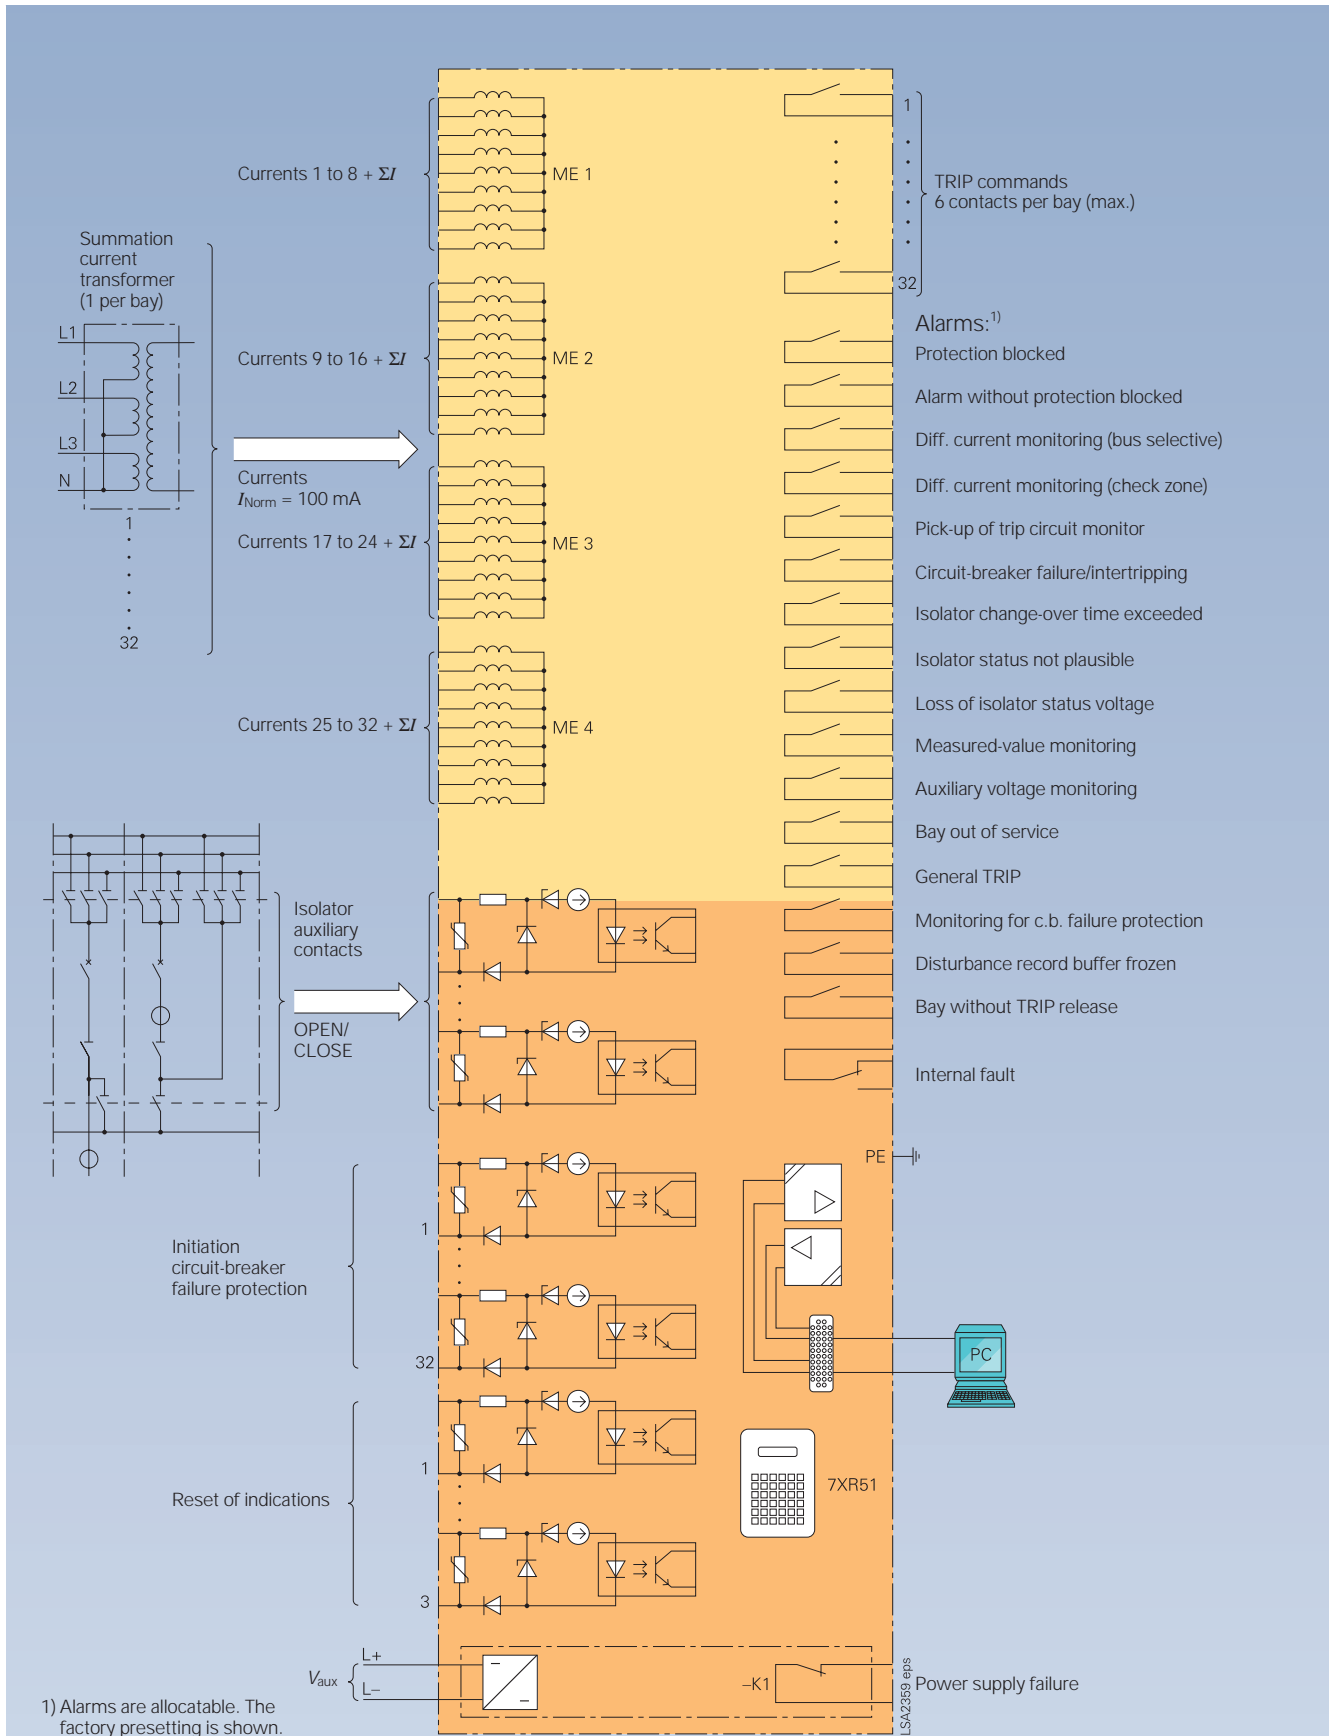 Currents 1 to 8 + ΣI
ME 1
1
TRIP commands
6 contacts per bay (max.)
32
Summation
current
transformer
(1 per bay)
L1
L2
L3
N
1
32
Currents 9 to 16 + ΣI
ME 2
Currents
INorm = 100 mA
Currents 17 to 24 + ΣI
ME 3
Currents 25 to 32 + ΣI
ME 4
Alarms:1)
Protection blocked
Alarm without protection blocked
Diff. current monitoring (bus selective)
Diff. current monitoring (check zone)
Pick-up of trip circuit monitor
Circuit-breaker failure/intertripping
Isolator change-over time exceeded
Isolator status not plausible
Loss of isolator status voltage
Measured-value monitoring
Auxiliary voltage monitoring
Bay out of service
General TRIP
Monitoring for c.b. failure protection
Disturbance record buffer frozen
Bay without TRIP release
Internal fault
Isolator
auxiliary
contacts
OPEN/
CLOSE
PE
Initiation
circuit-breaker
failure protection
1
32
PC
Reset of indications
1
3
7XR51
Vaux
L+
L–
–K1
Power supply failure
LSA2359 eps
1) Alarms are allocatable. The
factory presetting is shown.